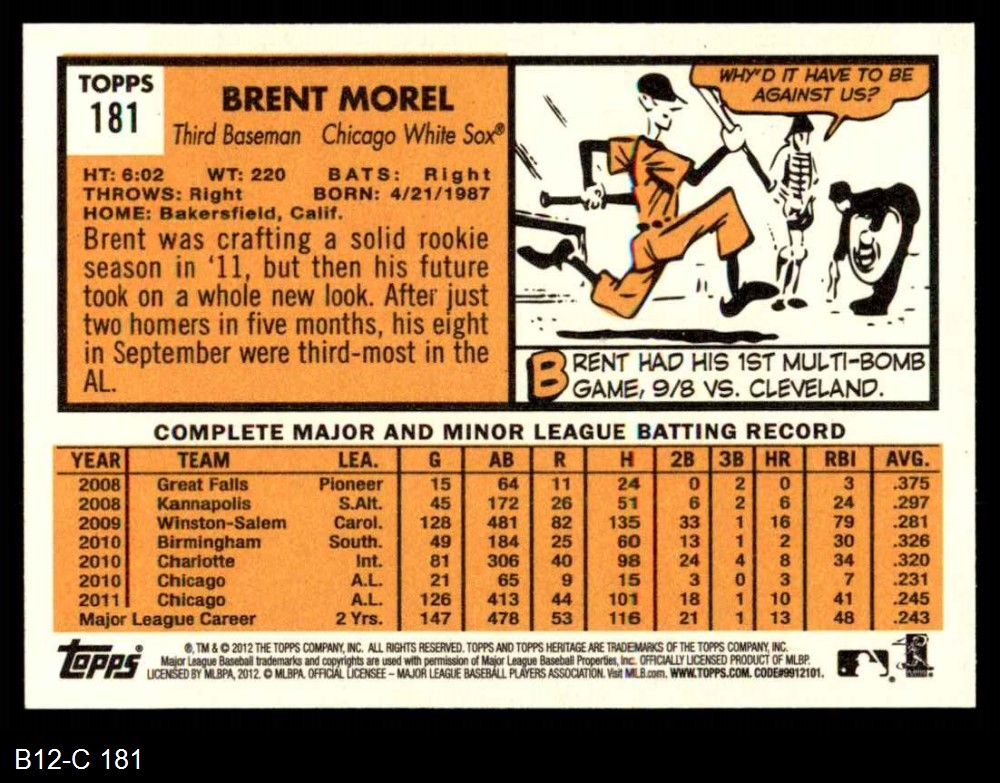 TOPPS
181
BRENT MOREL
Third Baseman Chicago White Sox®
HT: 6:02 WT: 220 BATS: Right
THROWS: Right BORN: 4/21/1987
HOME: Bakersfield, Calif.
Brent was crafting a solid rookie
season in '11, but then his future
took on a whole new look. After just
two homers in five months, his eight
in September were third-most in the
AL.
WHY'D IT HAVE TO BE
AGAINST US?
BRENT HAD HIS 1ST MULTI-BOMB
GAME, 9/8 VS. CLEVELAND.
COMPLETE MAJOR AND MINOR LEAGUE BATTING RECORD
YEAR TEAM LEA. G AB R H 2B 3B HR RBI AVG.
2008 Great Falls Pioneer 15 64 11 24 0 2 0 3 .375
2008 Kannapolis S.Alt. 45 172 26 51 6 2 6 24 .297
2009 Winston-Salem Carol. 128 481 82 135 33 1 16 79 .281
2010 Birmingham South. 49 184 25 60 13 1 2 30 .326
2010 Charlotte Int. 81 306 40 98 24 4 8 34 .320
2010 Chicago A.L. 21 65 9 15 3 0 3 7 .231
2011 Chicago A.L. 126 413 44 101 18 1 10 41 .245
Major League Career 2 Yrs. 147 478 53 116 21 1 13 48 .243
topps®
®, TM & © 2012 THE TOPPS COMPANY, INC. ALL RIGHTS RESERVED. TOPPS AND TOPPS HERITAGE ARE TRADEMARKS OF THE TOPPS COMPANY, INC.
Major League Baseball trademarks and copyrights are used with permission of Major League Baseball Properties, Inc. OFFICIALLY LICENSED PRODUCT OF MLBP.
LICENSED BY MLBPA, 2012. © MLBPA. OFFICIAL LICENSEE – MAJOR LEAGUE BASEBALL PLAYERS ASSOCIATION. Visit MLB.com. WWW.TOPPS.COM. CODE#9912101.
B12-C 181